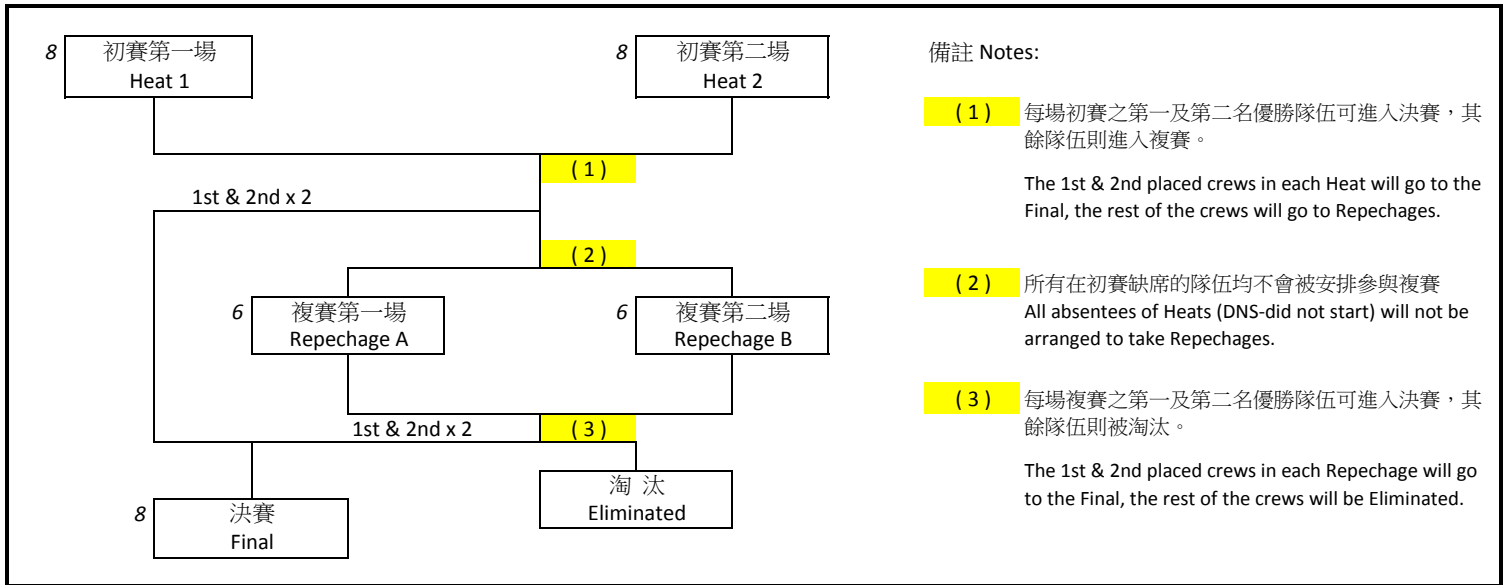 8
初賽第一場
Heat 1
8
初賽第二場
Heat 2
( 1 )
1st & 2nd x 2
( 2 )
6
複賽第一場
Repechage A
6
複賽第二場
Repechage B
1st & 2nd x 2
( 3 )
淘 汰
Eliminated
8
決賽
Final
備註 Notes:
( 1 )
每場初賽之第一及第二名優勝隊伍可進入決賽，其
餘隊伍則進入複賽。
The 1st & 2nd placed crews in each Heat will go to the
Final, the rest of the crews will go to Repechages.
( 2 )
所有在初賽缺席的隊伍均不會被安排參與複賽
All absentees of Heats (DNS-did not start) will not be
arranged to take Repechages.
( 3 )
每場複賽之第一及第二名優勝隊伍可進入決賽，其
餘隊伍則被淘汰。
The 1st & 2nd placed crews in each Repechage will go
to the Final, the rest of the crews will be Eliminated.